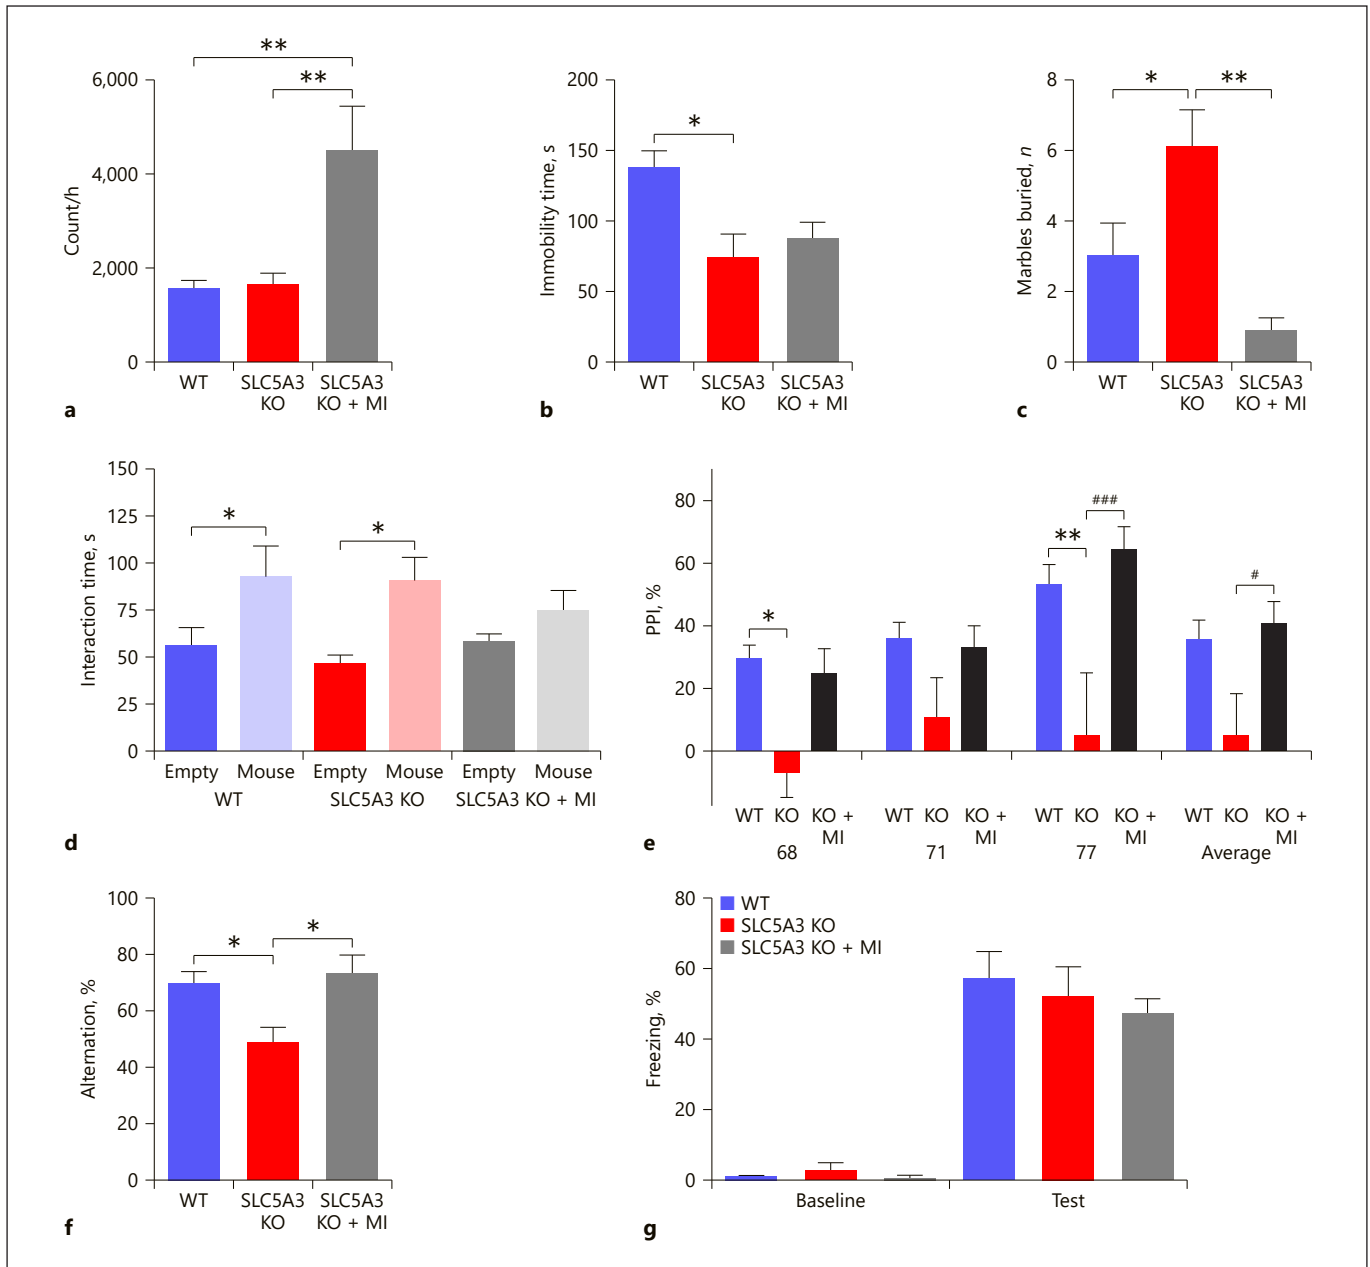 **
**
6,000
4,000
2,000
0
Count/h
WT
SLC5A3
KO
SLC5A3
KO + MI
a
200
150
100
50
0
Immobility time, s
*
WT
SLC5A3
KO
SLC5A3
KO + MI
b
8
6
4
2
0
Marbles buried, n
*
**
WT
SLC5A3
KO
SLC5A3
KO + MI
c
150
125
100
75
50
25
0
Interaction time, s
*
*
Empty Mouse Empty Mouse Empty Mouse
WT SLC5A3 KO SLC5A3 KO + MI
d
80
60
40
20
0
PPI, %
*
**
###
#
WT KO KO +
MI
68
WT KO KO +
MI
71
WT KO KO +
MI
77
WT KO KO +
MI
Average
e
100
80
60
40
20
0
Alternation, %
*
*
WT
SLC5A3
KO
SLC5A3
KO + MI
f
80
60
40
20
0
Freezing, %
WT
SLC5A3 KO
SLC5A3 KO + MI
Baseline Test
g